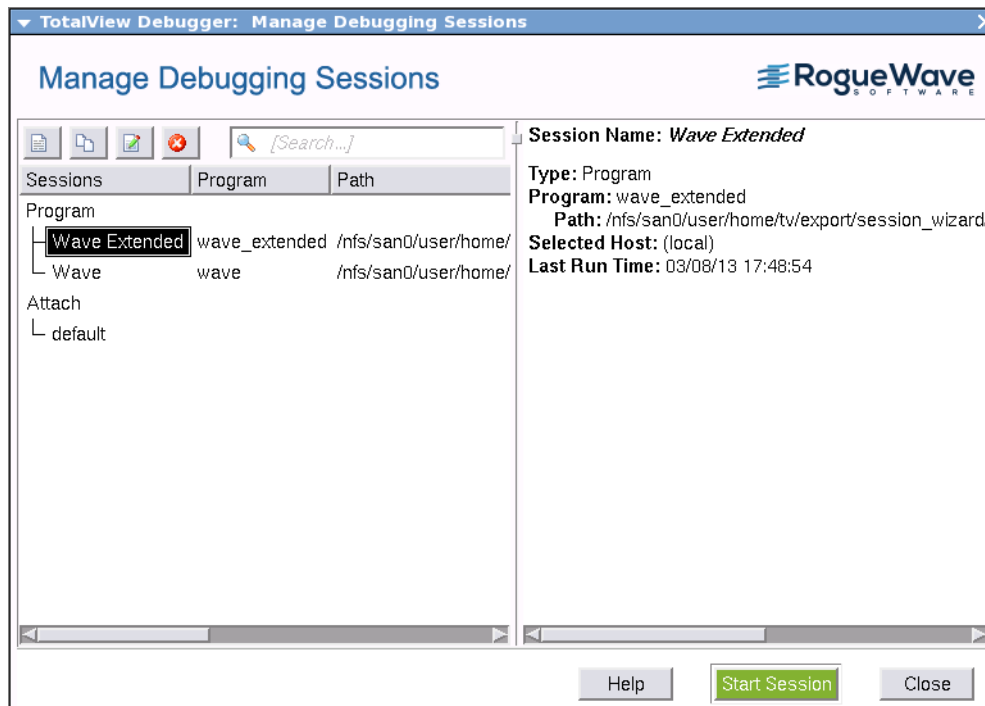 TotalView Debugger: Manage Debugging Sessions
Manage Debugging Sessions
RogueWave
SOFTWARE
[Search...]
Sessions Program Path
Program
Wave Extended wave_extended /nfs/san0/user/home/
Wave wave /nfs/san0/user/home/
Attach
default
Session Name: Wave Extended
Type: Program
Program: wave_extended
Path: /nfs/san0/user/home/tv/export/session_wizard
Selected Host: (local)
Last Run Time: 03/08/13 17:48:54
Help Start Session Close